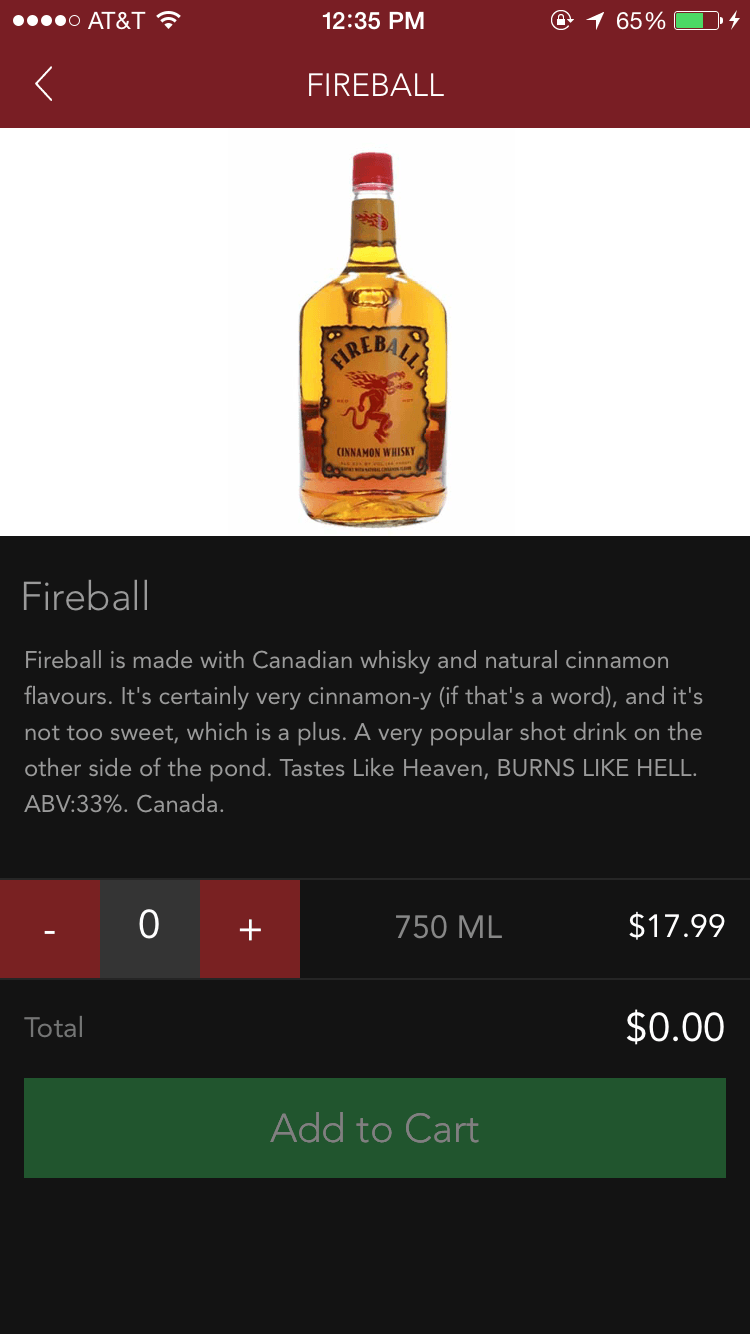 AT&T 12:35 PM 65%
FIREBALL
FIREBALL
CINNAMON WHISKY
Fireball
Fireball is made with Canadian whisky and natural cinnamon
flavours. It's certainly very cinnamon-y (if that's a word), and it's
not too sweet, which is a plus. A very popular shot drink on the
other side of the pond. Tastes Like Heaven, BURNS LIKE HELL.
ABV:33%. Canada.
- 0 + 750 ML $17.99
Total $0.00
Add to Cart